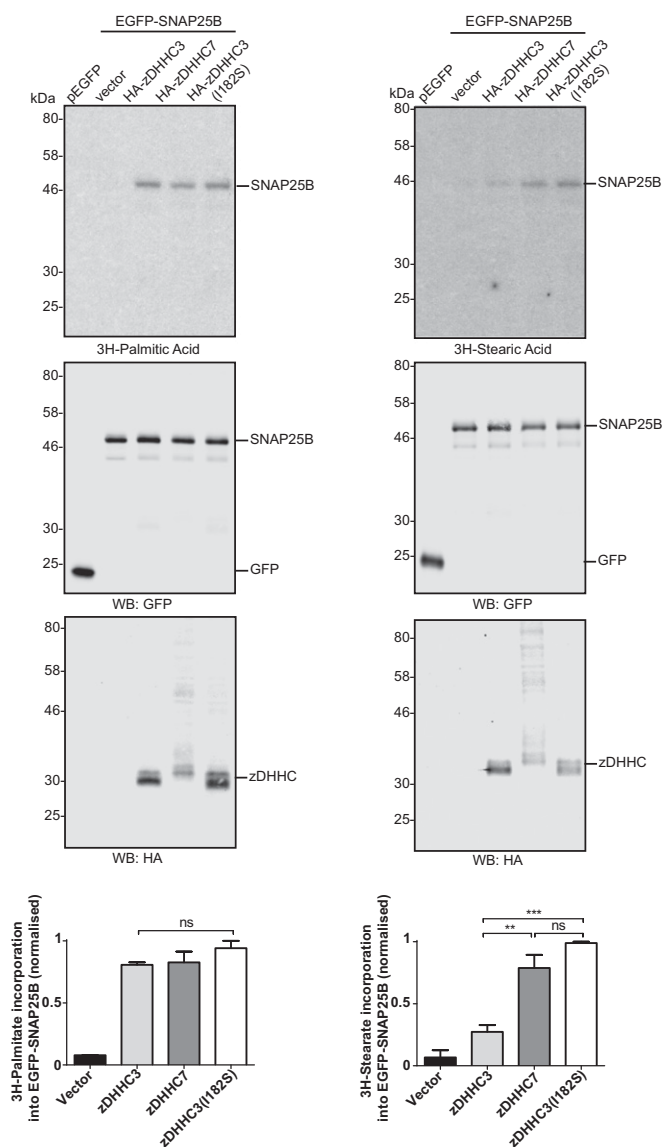 EGFP-SNAP25B
kDa
pEGFP
vector
HA-zDHHC3
HA-zDHHC7
HA-zDHHC3
(I182S)
80-
58-
46-
30-
25-
SNAP25B
3H-Palmitic Acid
80-
58-
46-
30-
25-
SNAP25B
GFP
WB: GFP
80-
58-
46-
30-
25-
zDHHC
WB: HA
3H-Palmitate incorporation
into EGFP-SNAP25B (normalised)
1
0.5
0
ns
Vector
zDHHC3
zDHHC7
zDHHC3(I182S)
EGFP-SNAP25B
kDa
pEGFP
vector
HA-zDHHC3
HA-zDHHC7
HA-zDHHC3
(I182S)
80-
58-
46-
30-
25-
SNAP25B
3H-Stearic Acid
80-
58-
46-
30-
25-
SNAP25B
GFP
WB: GFP
80-
58-
46-
30-
25-
zDHHC
WB: HA
3H-Stearate incorporation
into EGFP-SNAP25B (normalised)
1
0.5
0
***
**
ns
Vector
zDHHC3
zDHHC7
zDHHC3(I182S)